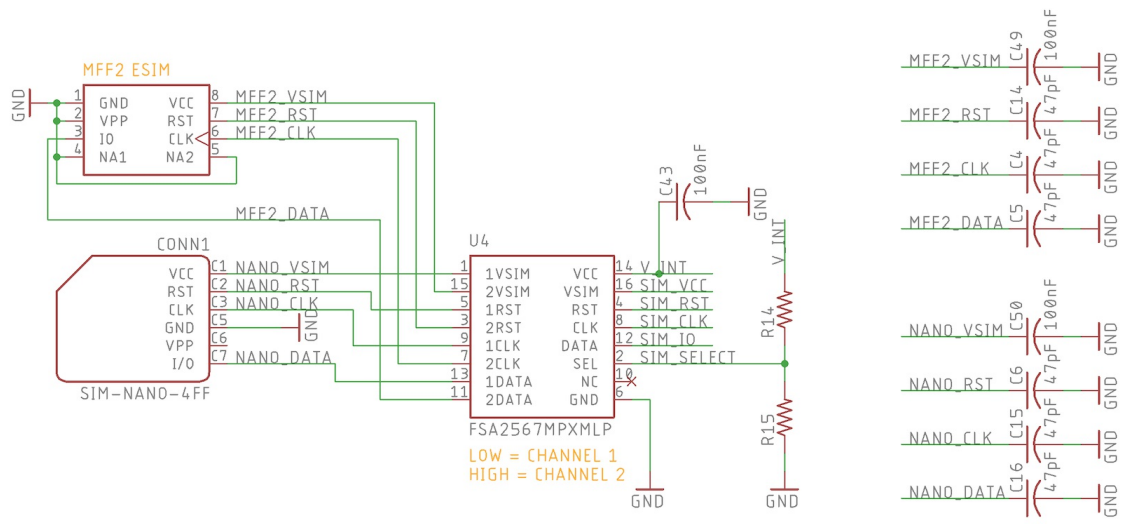 MFF2 ESIM
GND
1 GND VCC 8 MFF2_VSIM
2 VPP RST 7 MFF2_RST
3 IO CLK 6 MFF2_CLK
4 NA1 NA2 5
MFF2_DATA
CONN1
VCC C1 NANO_VSIM
RST C2 NANO_RST
CLK C3 NANO_CLK
GND C5 GND
VPP C6
I/O C7 NANO_DATA
SIM-NANO-4FF
C43 100nF GND
U4
1 1VSIM VCC 14 V_INT
15 2VSIM VSIM 16 SIM_VCC
5 1RST RST 4 SIM_RST
3 2RST CLK 8 SIM_CLK
9 1CLK DATA 12 SIM_IO
7 2CLK SEL 2 SIM_SELECT
13 1DATA NC 10
11 2DATA GND 6
FSA2567MPXMLP
LOW = CHANNEL 1
HIGH = CHANNEL 2
GND
V_INT
R14
R15
GND
MFF2_VSIM C49 100nF GND
MFF2_RST C14 47pF GND
MFF2_CLK C4 47pF GND
MFF2_DATA C5 47pF GND
NANO_VSIM C50 100nF GND
NANO_RST C6 47pF GND
NANO_CLK C15 47pF GND
NANO_DATA C16 47pF GND